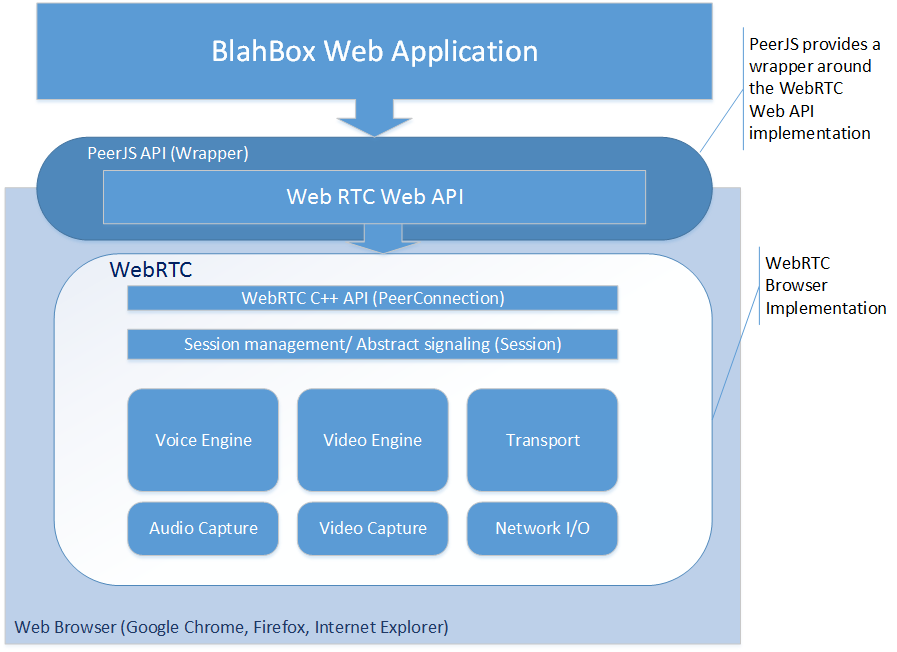 BlahBox Web Application
PeerJS provides a
wrapper around
the WebRTC
Web API
implementation
PeerJS API (Wrapper)
Web RTC Web API
WebRTC
WebRTC C++ API (PeerConnection)
Session management/ Abstract signaling (Session)
WebRTC
Browser
Implementation
Voice Engine
Video Engine
Transport
Audio Capture
Video Capture
Network I/O
Web Browser (Google Chrome, Firefox, Internet Explorer)